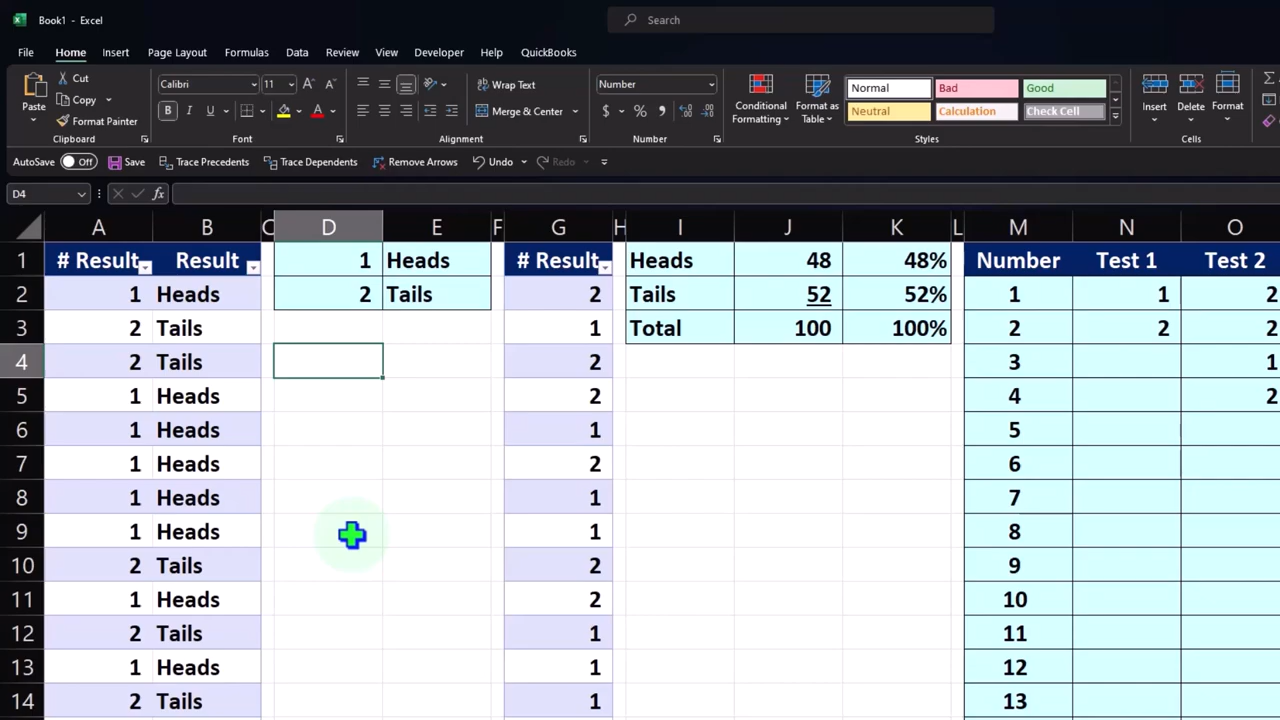 Book1 - Excel
Search
File Home Insert Page Layout Formulas Data Review View Developer Help QuickBooks
Paste
Cut
Copy
Format Painter
Clipboard
Calibri 11
B I U
Font
Wrap Text
Merge & Center
Alignment
Number
$ % ,
Number
Conditional Formatting
Format as Table
Normal Bad Good
Neutral Calculation Check Cell
Styles
Insert Delete Format
Cells
AutoSave Off Save Trace Precedents Trace Dependents Remove Arrows Undo Redo
D4 fx
A B C D E F G H I J K L M N O
1 # Result Result 1 Heads # Result Heads 48 48% Number Test 1 Test 2
2 1 Heads 2 Tails 2 Tails 52 52% 1 1 2
3 2 Tails 1 Total 100 100% 2 2 2
4 2 Tails 2 3 1
5 1 Heads 2 4 2
6 1 Heads 1 5
7 1 Heads 2 6
8 1 Heads 1 7
9 1 Heads 1 8
10 2 Tails 2 9
11 1 Heads 2 10
12 2 Tails 1 11
13 1 Heads 1 12
14 2 Tails 1 13